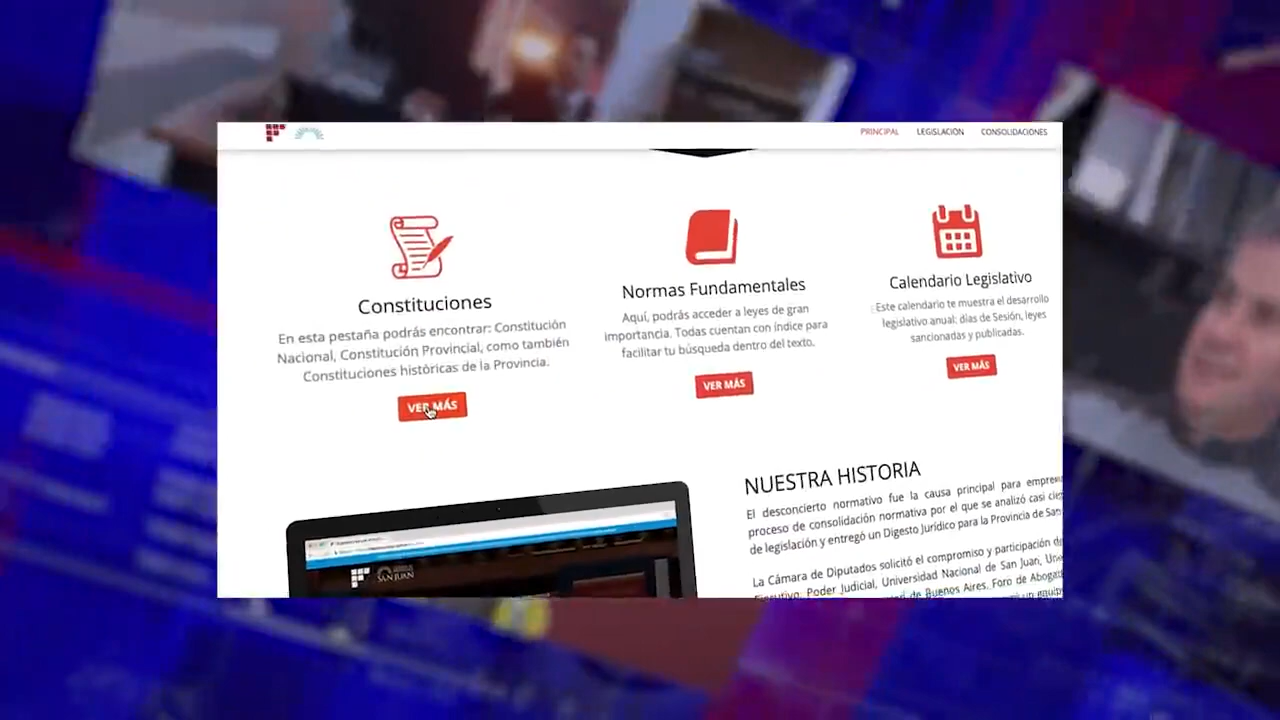 PRINCIPAL LEGISLACIÓN CONSOLIDACIONES
Constituciones
En esta pestaña podrás encontrar: Constitución
Nacional, Constitución Provincial, como también
Constituciones históricas de la Provincia.
VER MÁS
Normas Fundamentales
Aquí, podrás acceder a leyes de gran
importancia. Todas cuentan con índice para
facilitar tu búsqueda dentro del texto.
VER MÁS
Calendario Legislativo
Este calendario te muestra el desarrollo
legislativo anual: días de Sesión, leyes
sancionadas y publicadas.
VER MÁS
SAN JUAN
NUESTRA HISTORIA
El desconcierto normativo fue la causa principal para
proceso de consolidación normativa por el que se analizó casi
de legislación y entregó un Digesto Jurídico para la Provincia de
La Cámara de Diputados solicitó el compromiso y participación
Ejecutivo, Poder Judicial, Universidad Nacional de San Juan,
de Buenos Aires, Foro de